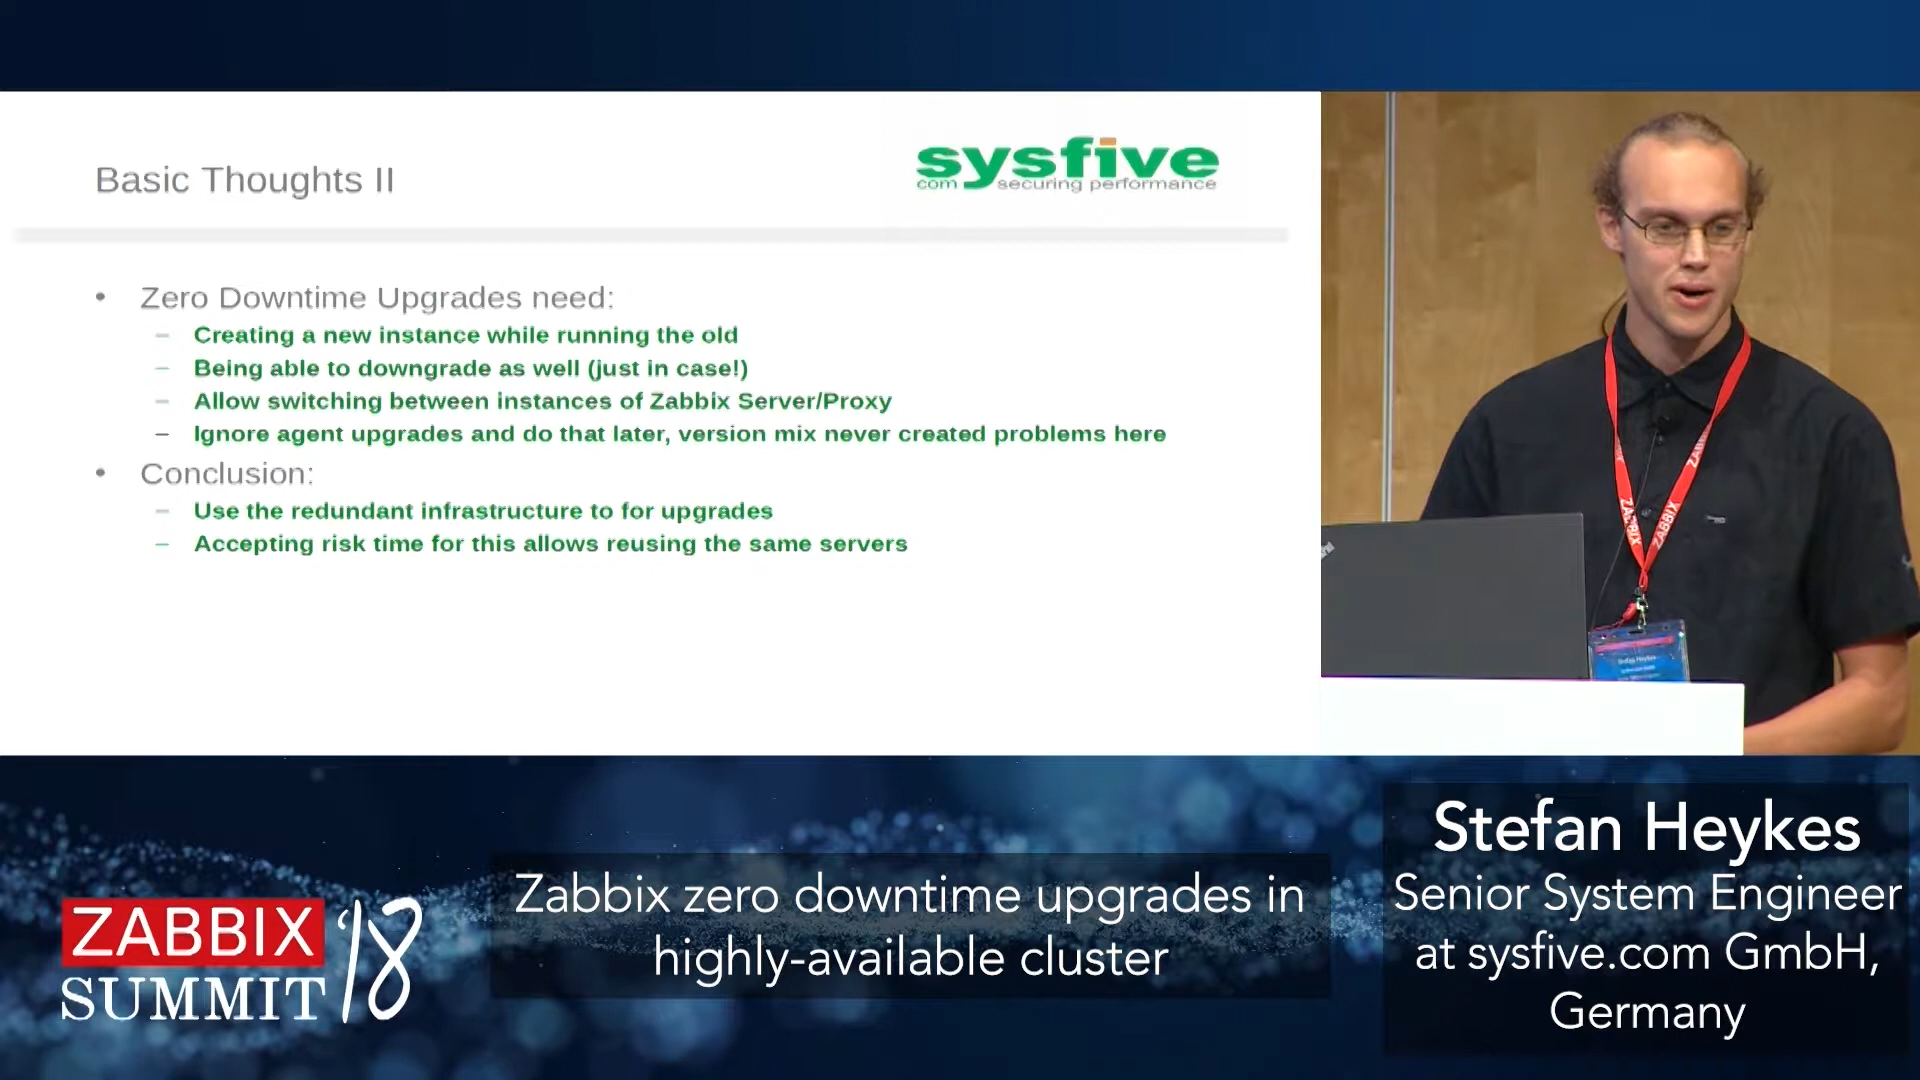 Basic Thoughts II
sysfive
com securing performance
• Zero Downtime Upgrades need:
– Creating a new instance while running the old
– Being able to downgrade as well (just in case!)
– Allow switching between instances of Zabbix Server/Proxy
– Ignore agent upgrades and do that later, version mix never created problems here
• Conclusion:
– Use the redundant infrastructure to for upgrades
– Accepting risk time for this allows reusing the same servers
ZABBIX
ZABBIX
Stefan Heykes
ZABBIX '18
SUMMIT
Zabbix zero downtime upgrades in
highly-available cluster
Stefan Heykes
Senior System Engineer
at sysfive.com GmbH,
Germany